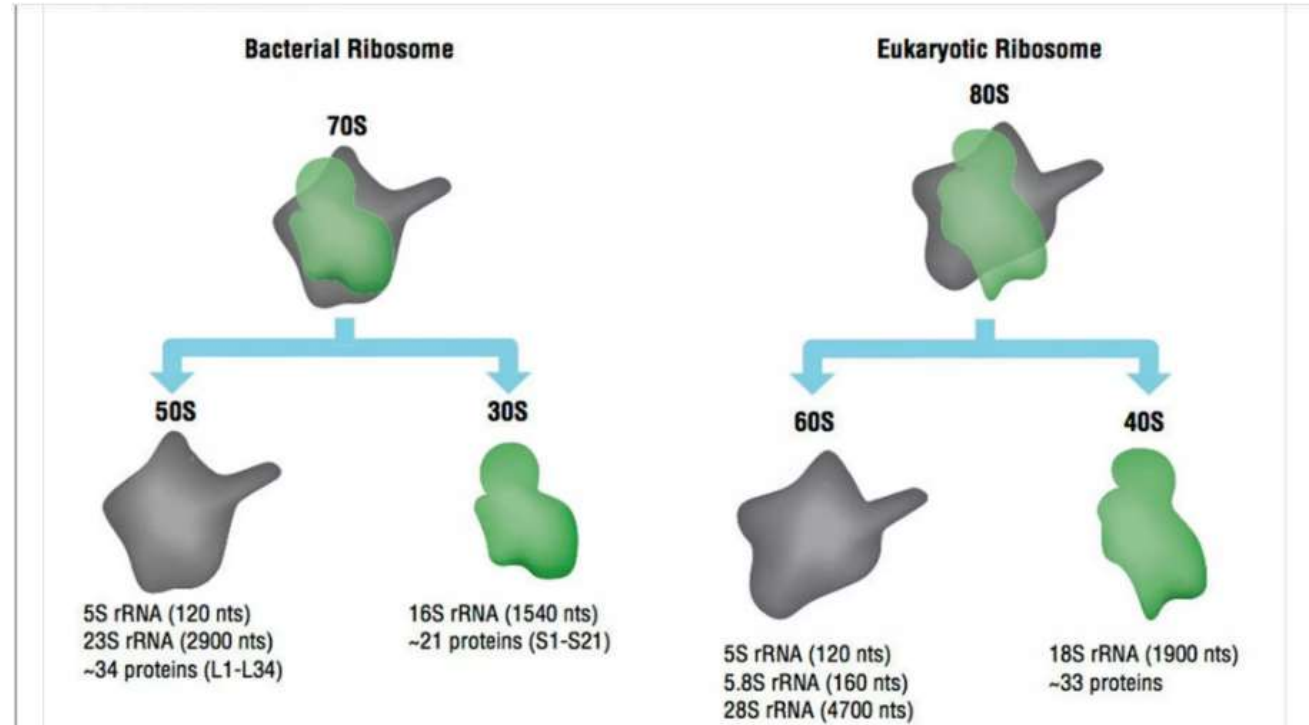 Bacterial Ribosome
70S
50S
30S
5S rRNA (120 nts)
23S rRNA (2900 nts)
~34 proteins (L1-L34)
16S rRNA (1540 nts)
~21 proteins (S1-S21)
Eukaryotic Ribosome
80S
60S
40S
5S rRNA (120 nts)
5.8S rRNA (160 nts)
28S rRNA (4700 nts)
18S rRNA (1900 nts)
~33 proteins